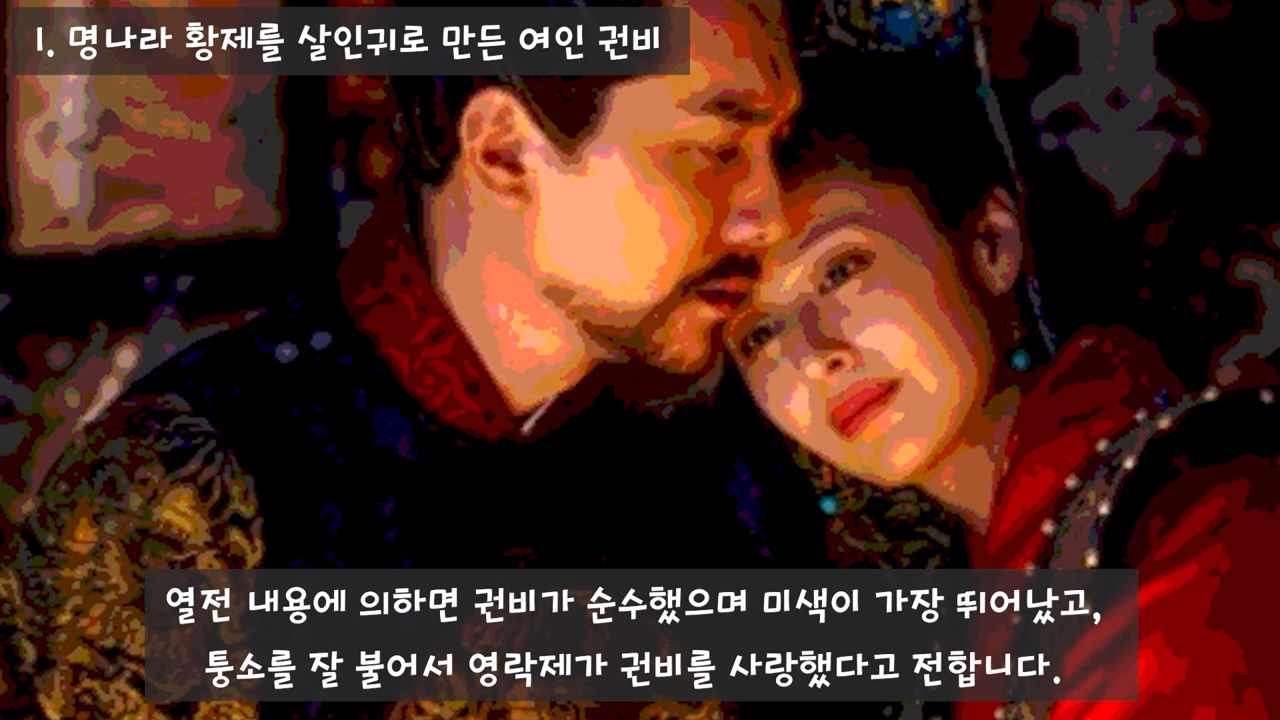 1. 명나라 황제를 살인귀로 만든 여인 권비
열전 내용에 의하면 권비가 순수했으며 미색이 가장 뛰어났고,
퉁소를 잘 불어서 영락제가 권비를 사랑했다고 전합니다.